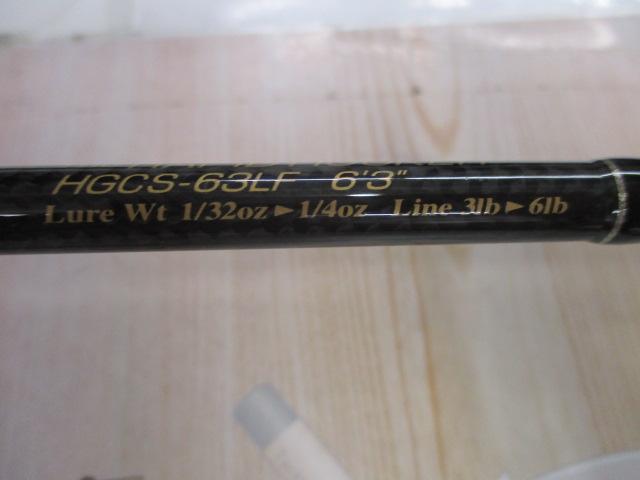 HGCS-63LF 6'3"
Lure Wt 1/32oz►1/4oz Line 3lb►6lb